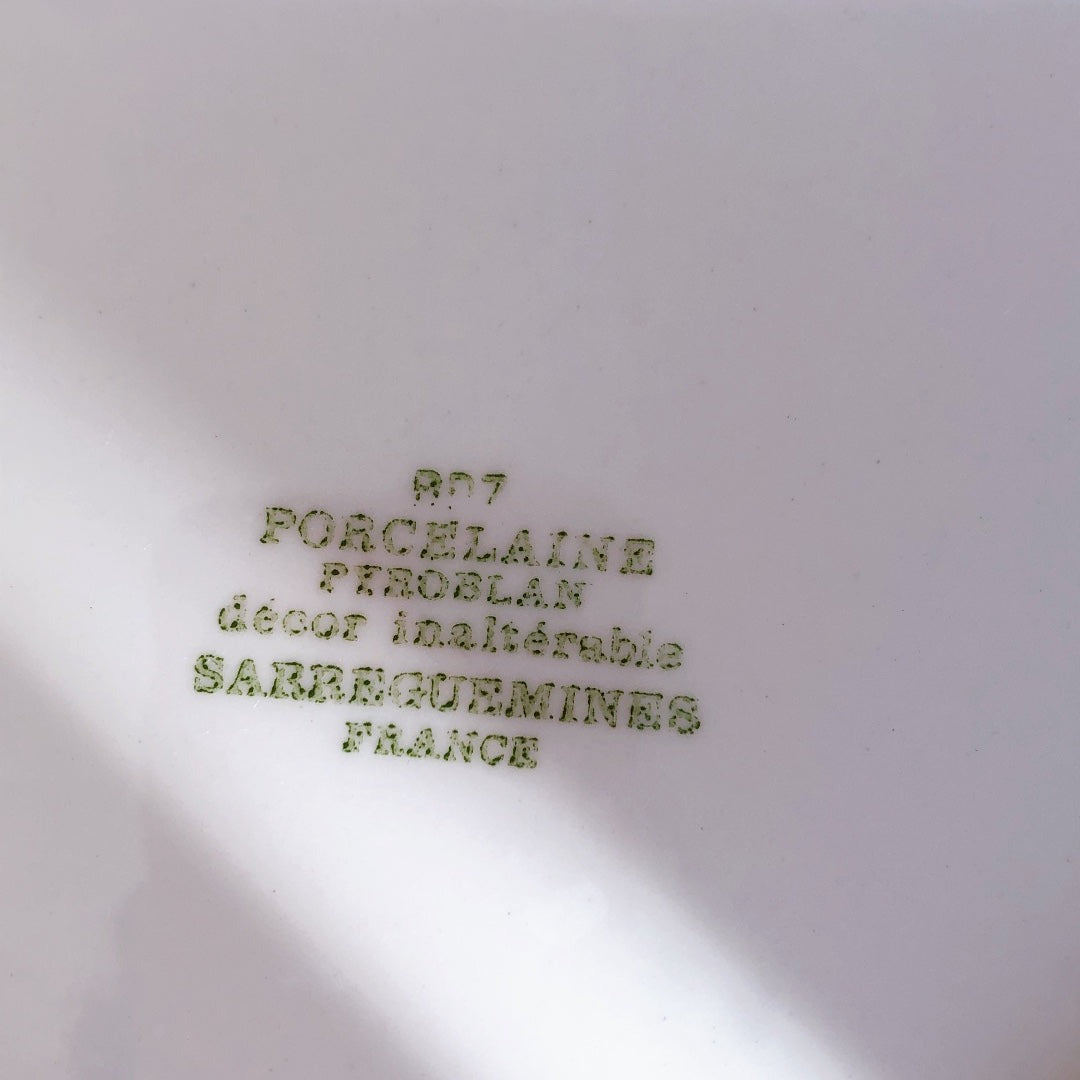 PORCELAINE
PYROBLAN
décor inaltérable
SARREGUEMINES
FRANCE